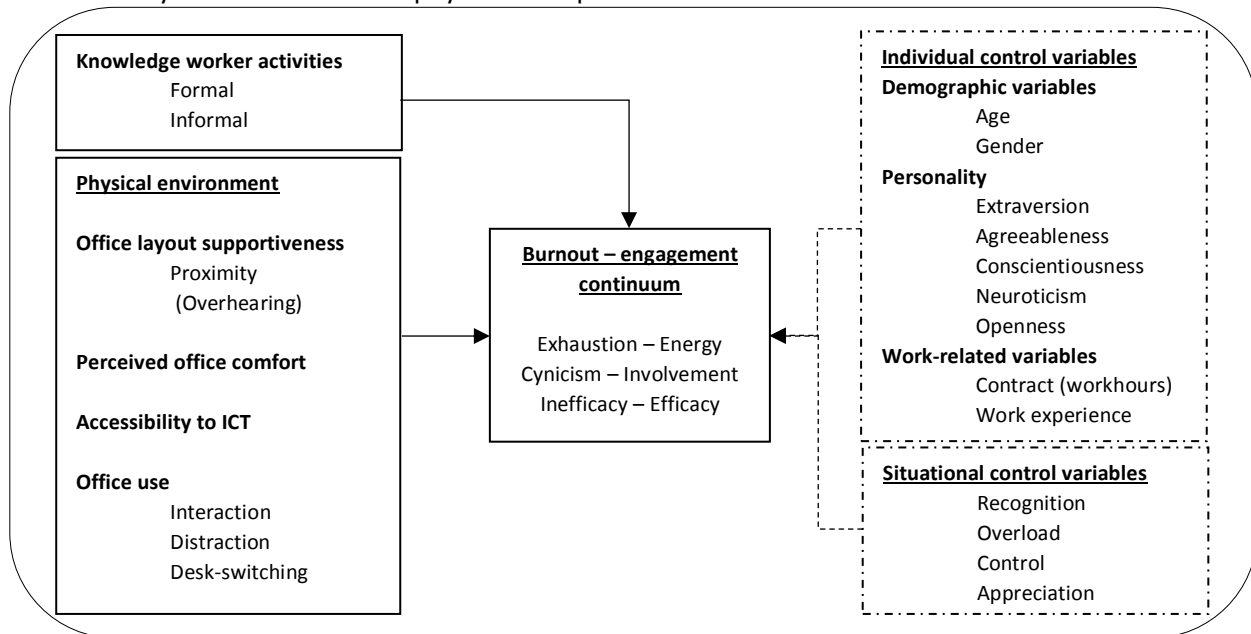 Knowledge worker activities
Formal
Informal
Physical environment
Office layout supportiveness
Proximity
(Overhearing)
Perceived office comfort
Accessibility to ICT
Office use
Interaction
Distraction
Desk-switching
Burnout – engagement
continuum
Exhaustion – Energy
Cynicism – Involvement
Inefficacy – Efficacy
Individual control variables
Demographic variables
Age
Gender
Personality
Extraversion
Agreeableness
Conscientiousness
Neuroticism
Openness
Work-related variables
Contract (workhours)
Work experience
Situational control variables
Recognition
Overload
Control
Appreciation